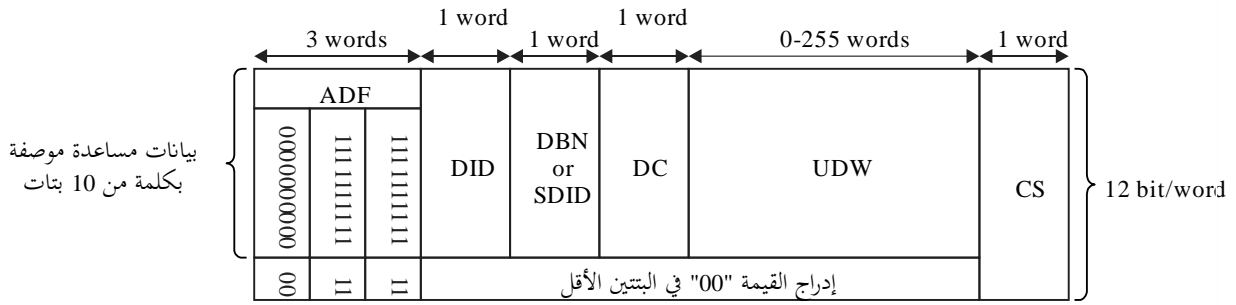 1 word 1 word
3 words 1 word 0-255 words 1 word
ADF
0000000000 1111111111 1111111111
بيانات مساعدة موصفة
بكلمة من 10 بتات
DID
DBN
or
SDID
DC
UDW
CS
12 bit/word
00 11 11
إدراج القيمة "00" في البتتين الأقل